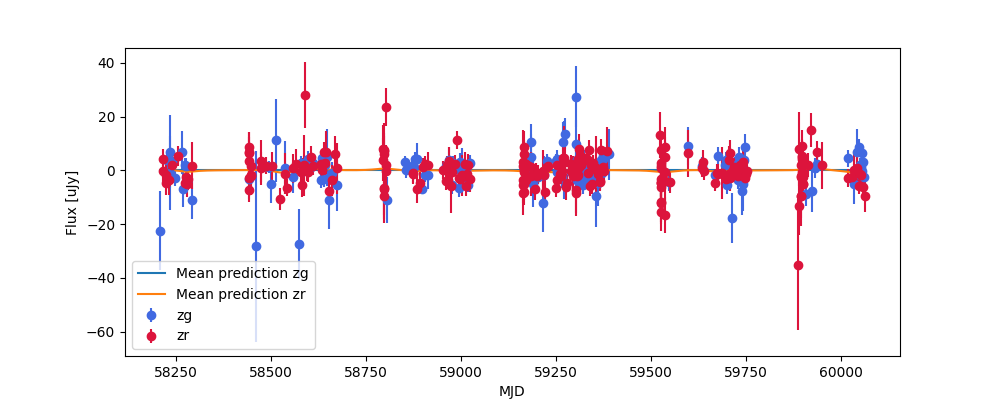 40
20
0
−20
−40
−60
Flux [uJy]
Mean prediction zg
Mean prediction zr
zg
zr
58250
58500
58750
59000
59250
59500
59750
60000
MJD